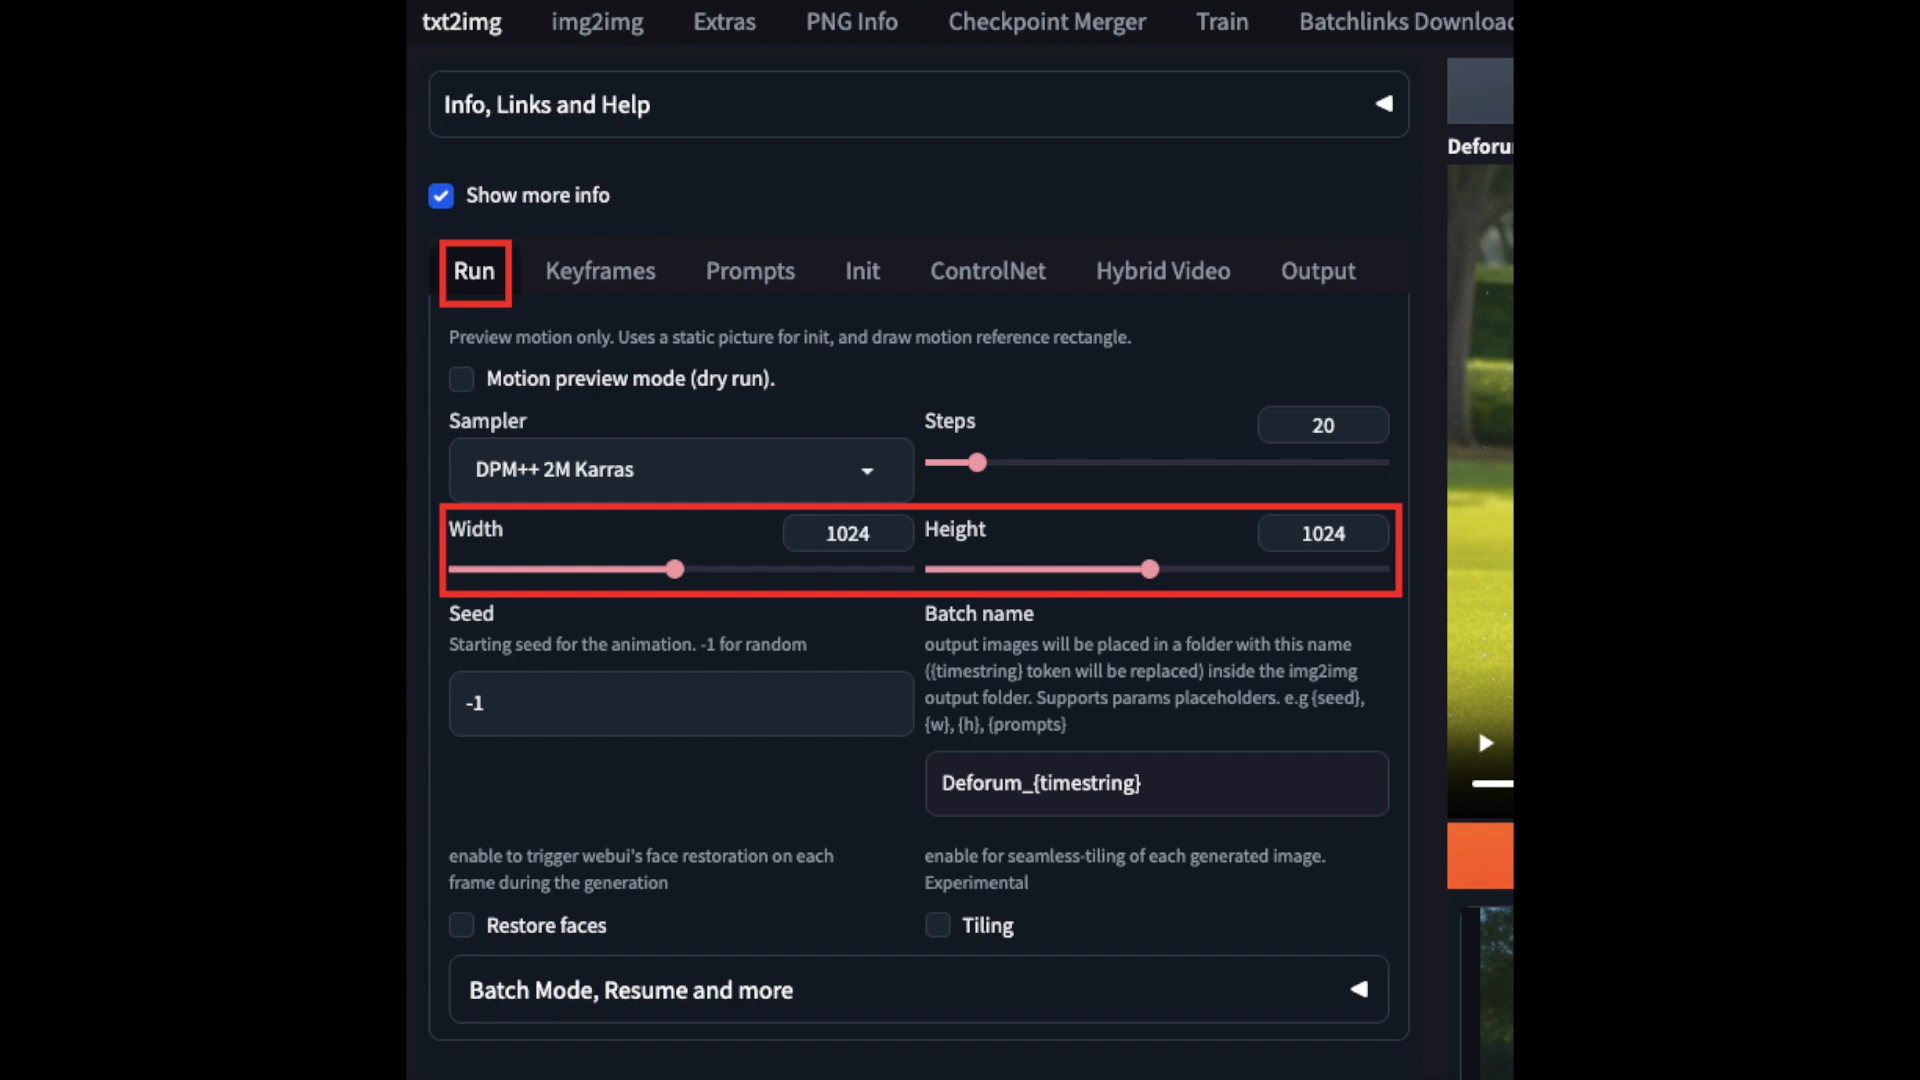 txt2img img2img Extras PNG Info Checkpoint Merger Train Batchlinks Downloa
Info, Links and Help
Deforu
Show more info
Run Keyframes Prompts Init ControlNet Hybrid Video Output
Preview motion only. Uses a static picture for init, and draw motion reference rectangle.
Motion preview mode (dry run).
Sampler Steps 20
DPM++ 2M Karras
Width 1024 Height 1024
Seed
Starting seed for the animation. -1 for random
-1
Batch name
output images will be placed in a folder with this name
({timestring} token will be replaced) inside the img2img
output folder. Supports params placeholders. e.g {seed},
{w}, {h}, {prompts}
Deforum_{timestring}
enable to trigger webui's face restoration on each
frame during the generation
Restore faces
enable for seamless-tiling of each generated image.
Experimental
Tiling
Batch Mode, Resume and more